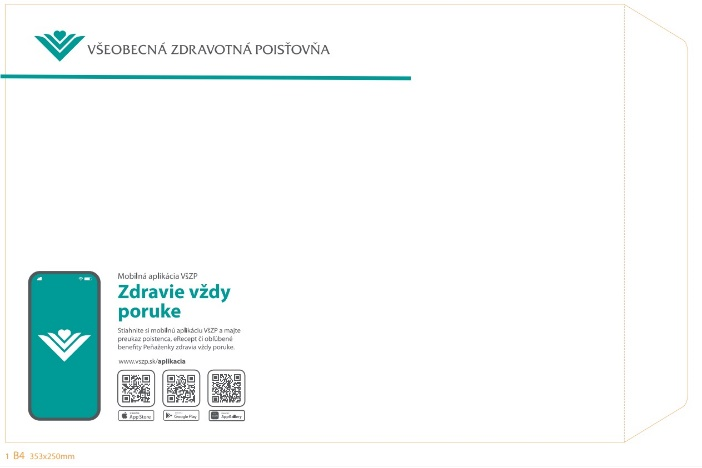 VŠEOBECNÁ ZDRAVOTNÁ POISŤOVŇA
Mobilná aplikácia VšZP
Zdravie vždy
poruke
Stiahnite si mobilnú aplikáciu VšZP a majte
preukaz poistenca, eRecept či obľúbené
benefity Peňaženky zdravia vždy poruke.
www.vszp.sk/aplikacia
App Store
Google Play
AppGallery
1 B4 353x250mm